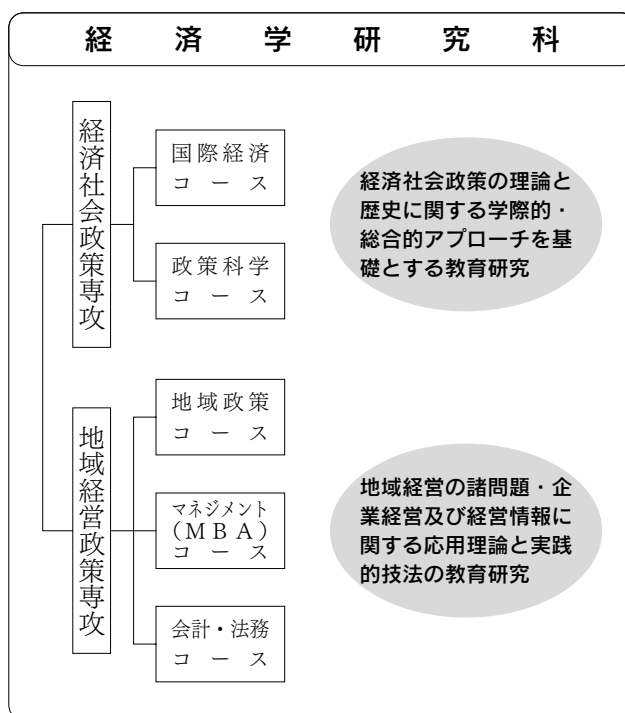 経済学研究科
経済社会政策専攻
国際経済
コース
政策科学
コース
経済社会政策の理論と
歴史に関する学際的・
総合的アプローチを基
礎とする教育研究
地域経営政策専攻
地域政策
コース
マネジメント
(MBA)
コース
会計・法務
コース
地域経営の諸問題・企
業経営及び経営情報に
関する応用理論と実践
的技法の教育研究